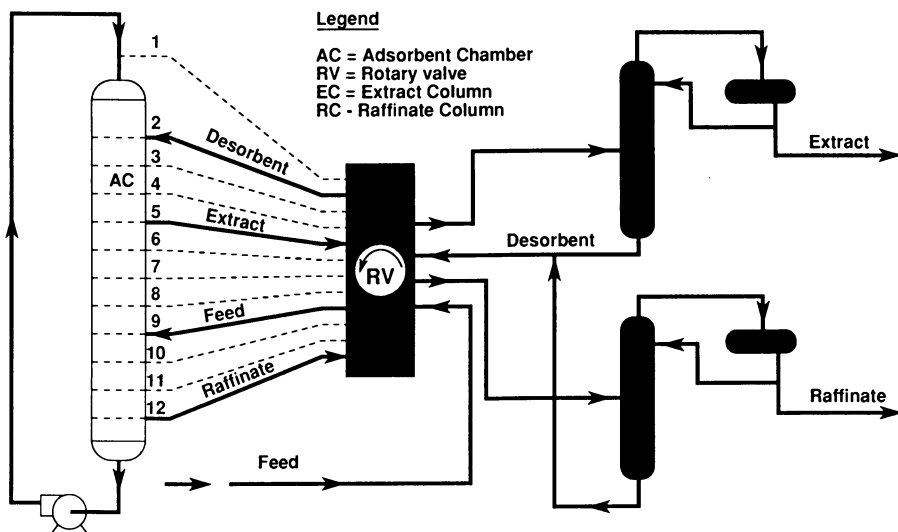 Legend
AC = Adsorbent Chamber
RV = Rotary valve
EC = Extract Column
RC - Raffinate Column
1
2
Desorbent
3
4
AC
5
Extract
6
7
8
9
Feed
10
11
12
Raffinate
RV
Desorbent
Extract
Raffinate
Feed